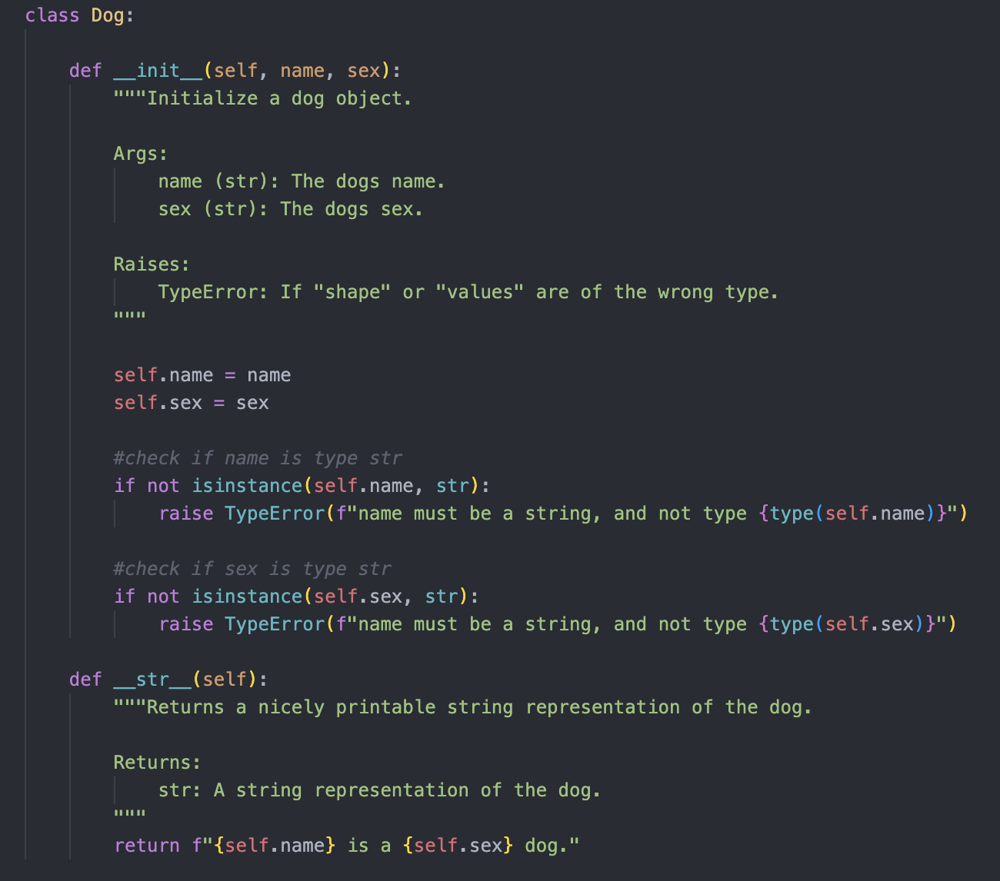 class Dog:
def __init__(self, name, sex):
"""Initialize a dog object.
Args:
name (str): The dogs name.
sex (str): The dogs sex.
Raises:
TypeError: If "shape" or "values" are of the wrong type.
"""
self.name = name
self.sex = sex
#check if name is type str
if not isinstance(self.name, str):
raise TypeError(f"name must be a string, and not type {type(self.name)}")
#check if sex is type str
if not isinstance(self.sex, str):
raise TypeError(f"name must be a string, and not type {type(self.sex)}")
def __str__(self):
"""Returns a nicely printable string representation of the dog.
Returns:
str: A string representation of the dog.
"""
return f"{self.name} is a {self.sex} dog."